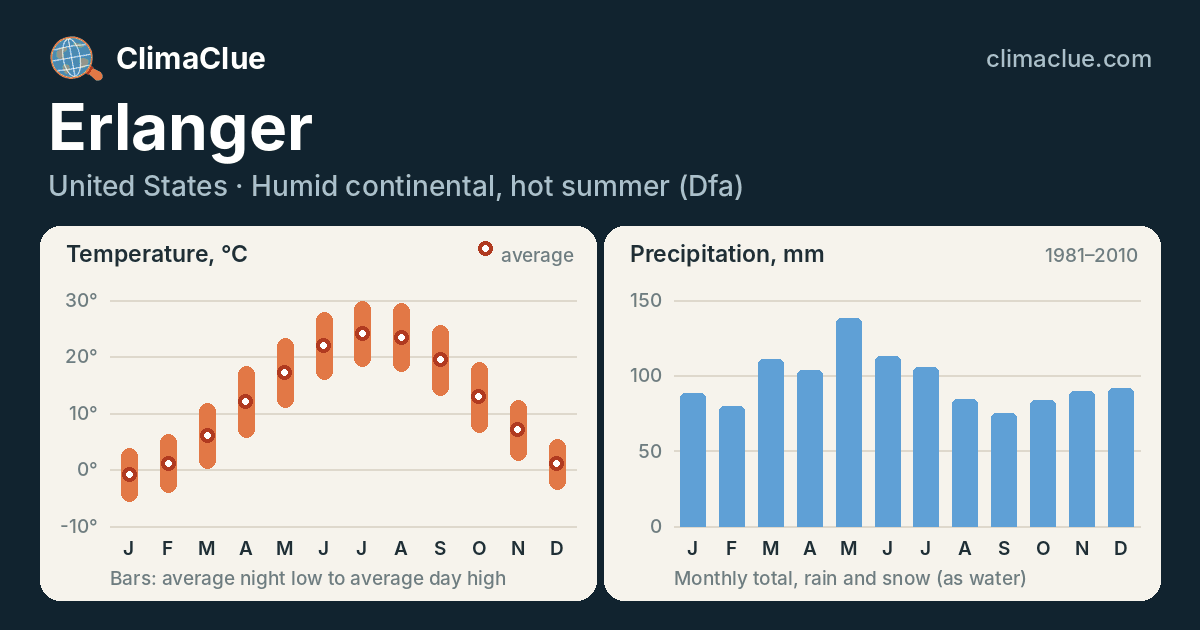 ClimaClue
climaclue.com
Erlanger
United States · Humid continental, hot summer (Dfa)
Temperature, °C
average
30°
20°
10°
0°
-10°
J F M A M J J A S O N D
Bars: average night low to average day high
Precipitation, mm
1981–2010
150
100
50
0
J F M A M J J A S O N D
Monthly total, rain and snow (as water)